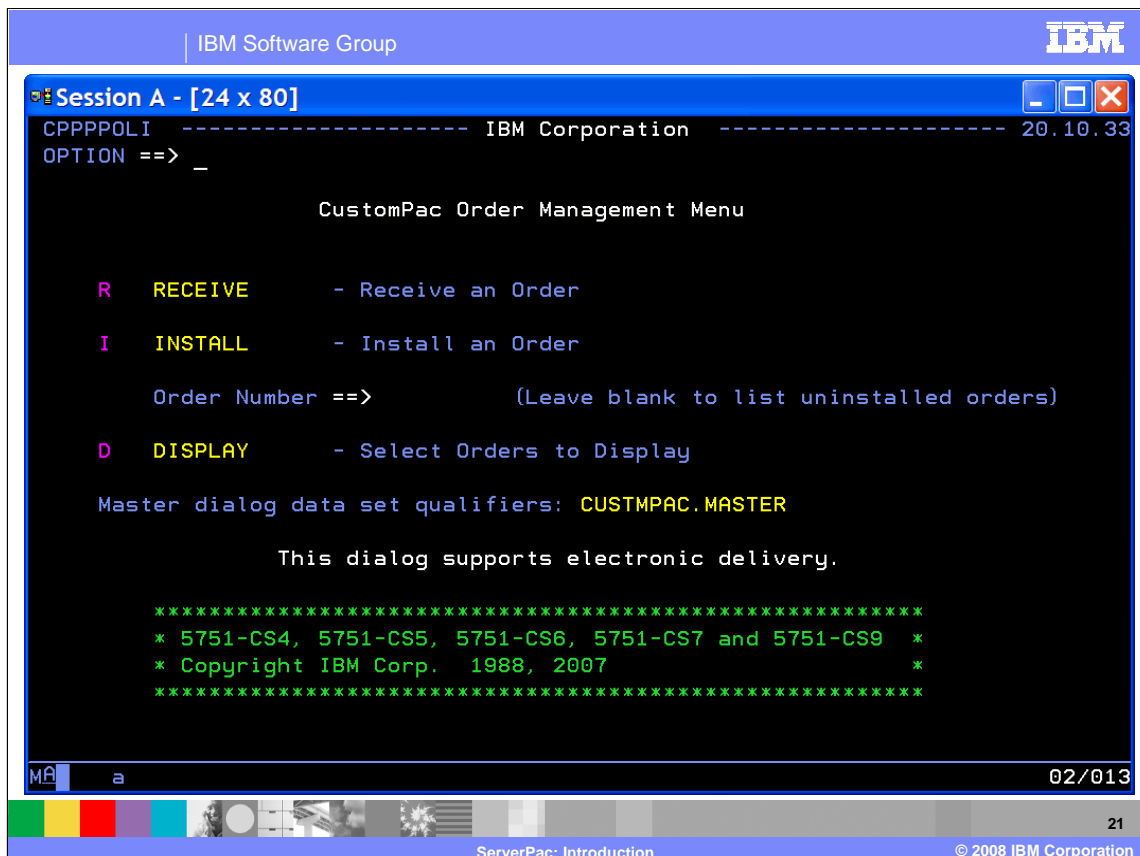 IBM Software Group
IBM
Session A - [24 x 80]
CPPPPOLI --------------------- IBM Corporation --------------------- 20.10.33
OPTION ==> _
CustomPac Order Management Menu
R RECEIVE - Receive an Order
I INSTALL - Install an Order
Order Number ==> (Leave blank to list uninstalled orders)
D DISPLAY - Select Orders to Display
Master dialog data set qualifiers: CUSTMPAC.MASTER
This dialog supports electronic delivery.
********************************************************
* 5751-CS4, 5751-CS5, 5751-CS6, 5751-CS7 and 5751-CS9 *
* Copyright IBM Corp. 1988, 2007 *
********************************************************
MA a 02/013
21
ServerPac: Introduction © 2008 IBM Corporation